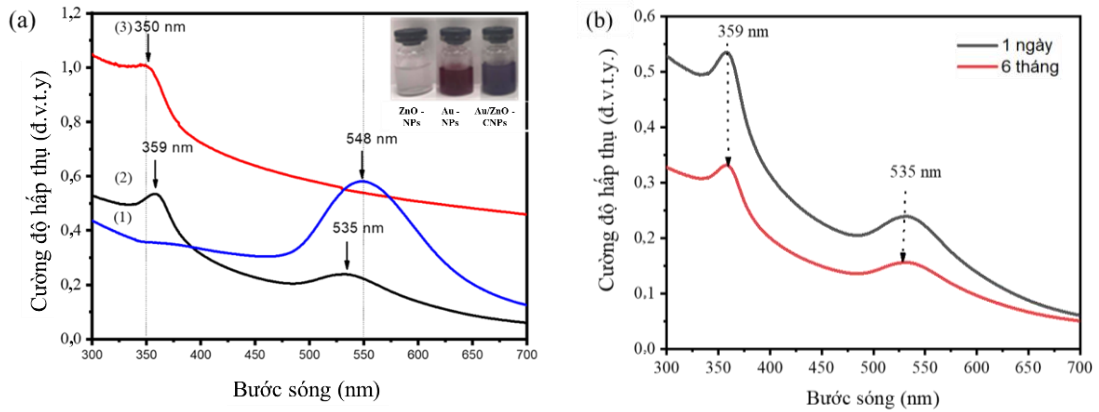 (a)
(3) 350 nm
ZnO - NPs
Au - NPs
Au/ZnO - CNPs
548 nm
359 nm
(2)
(1)
535 nm
1,2
1,0
0,8
0,6
0,4
0,2
0,0
Cường độ hấp thụ (đ.v.t.y)
300 350 400 450 500 550 600 650 700
Bước sóng (nm)
(b)
359 nm
1 ngày
6 tháng
535 nm
0,6
0,5
0,4
0,3
0,2
0.1
0.0
Cường độ hấp thụ (đ.v.t.y.)
300 350 400 450 500 550 600 650 700
Bước sóng (nm)